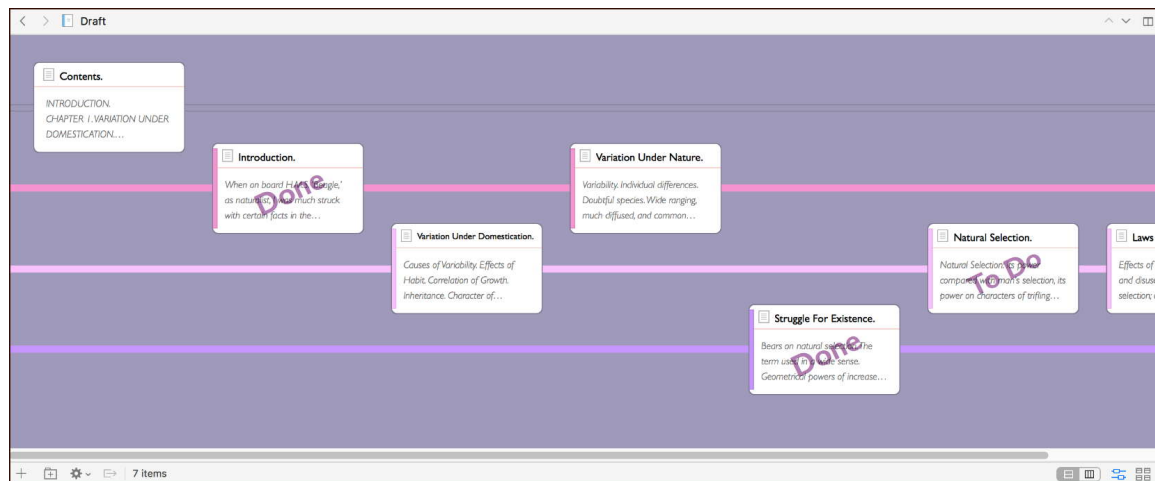 Draft
Contents.
INTRODUCTION.
CHAPTER I. VARIATION UNDER
DOMESTICATION.…
Introduction.
When on board H.M.S. 'Beagle,'
as naturalist, I was much struck
with certain facts in the…
Done
Variation Under Domestication.
Causes of Variability. Effects of
Habit. Correlation of Growth.
Inheritance. Character of…
Variation Under Nature.
Variability. Individual differences.
Doubtful species. Wide ranging,
much diffused, and common…
Struggle For Existence.
Bears on natural selection. The
term used in a wide sense.
Geometrical powers of increase…
Done
Natural Selection.
Natural Selection: its power
compared with man's selection, its
power on characters of trifling…
To Do
Laws
Effects of
and disus
selection;
7 items